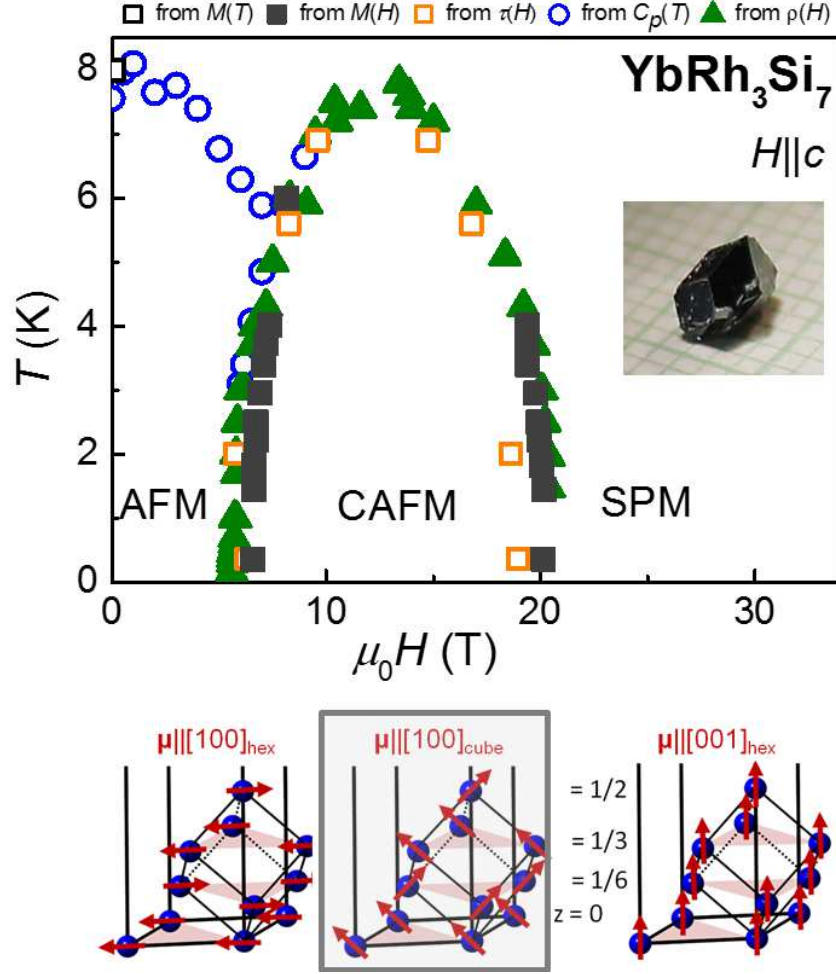 from M(T) from M(H) from τ(H) from Cp(T) from ρ(H)
YbRh3Si7
H||c
8
6
4
2
0
T (K)
AFM CAFM SPM
0 10 20 30
μ0H (T)
μ||[100]hex μ||[100]cube μ||[001]hex
= 1/2
= 1/3
= 1/6
z = 0